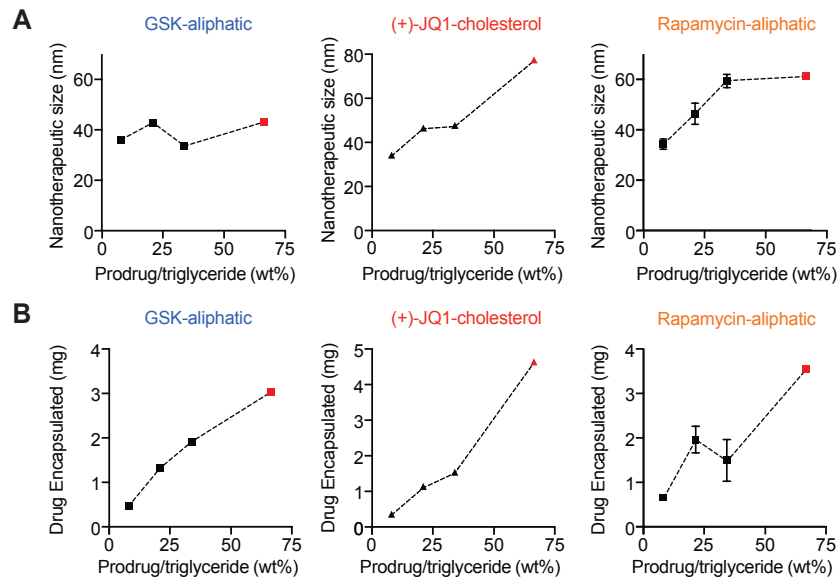 A
GSK-aliphatic
(+)-JQ1-cholesterol
Rapamycin-aliphatic
Nanotherapeutic size (nm)
60
40
20
0
0 25 50 75
Prodrug/triglyceride (wt%)
Nanotherapeutic size (nm)
80
60
40
20
0
0 25 50 75
Prodrug/triglyceride (wt%)
Nanotherapeutic size (nm)
60
40
20
0
0 25 50 75
Prodrug/triglyceride (wt%)
B
GSK-aliphatic
(+)-JQ1-cholesterol
Rapamycin-aliphatic
Drug Encapsulated (mg)
4
3
2
1
0
0 25 50 75
Prodrug/triglyceride (wt%)
Drug Encapsulated (mg)
5
4
3
2
1
0
0 25 50 75
Prodrug/triglyceride (wt%)
Drug Encapsulated (mg)
4
3
2
1
0
0 25 50 75
Prodrug/triglyceride (wt%)